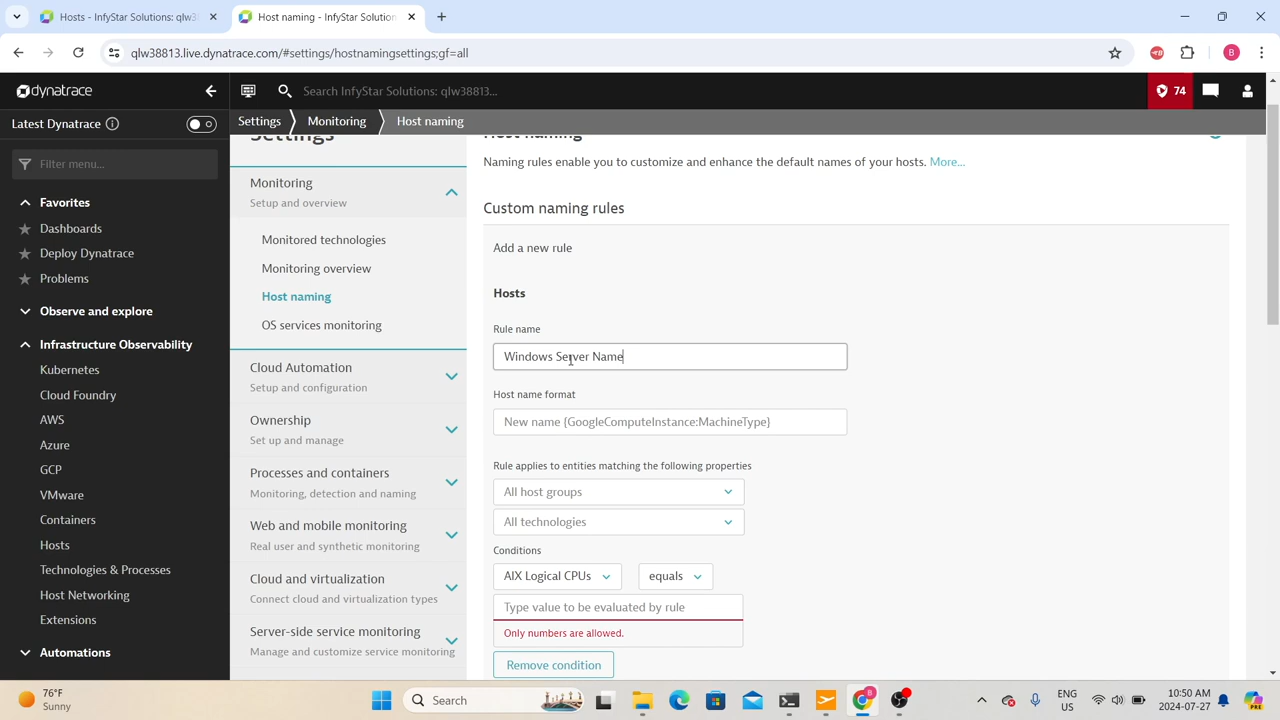 Hosts - InfyStar Solutions - qlw3
Host naming - InfyStar Solution
qlw38813.live.dynatrace.com/#settings/hostnamingsettings;gf=all
B
dynatrace
Search InfyStar Solutions: qlw38813...
74
Latest Dynatrace
Settings
Monitoring
Host naming
Filter menu...
Favorites
Dashboards
Deploy Dynatrace
Problems
Observe and explore
Infrastructure Observability
Kubernetes
Cloud Foundry
AWS
Azure
GCP
VMware
Containers
Hosts
Technologies & Processes
Host Networking
Extensions
Automations
Settings
Monitoring
Setup and overview
Monitored technologies
Monitoring overview
Host naming
OS services monitoring
Cloud Automation
Setup and configuration
Ownership
Set up and manage
Processes and containers
Monitoring, detection and naming
Web and mobile monitoring
Real user and synthetic monitoring
Cloud and virtualization
Connect cloud and virtualization types
Server-side service monitoring
Manage and customize service monitoring
Host naming
Naming rules enable you to customize and enhance the default names of your hosts. More...
Custom naming rules
Add a new rule
Hosts
Rule name
Windows Server Name
Host name format
New name {GoogleComputeInstance:MachineType}
Rule applies to entities matching the following properties
All host groups
All technologies
Conditions
AIX Logical CPUs
equals
Type value to be evaluated by rule
Only numbers are allowed.
Remove condition
76°F
Sunny
Search
ENG
US
10:50 AM
2024-07-27